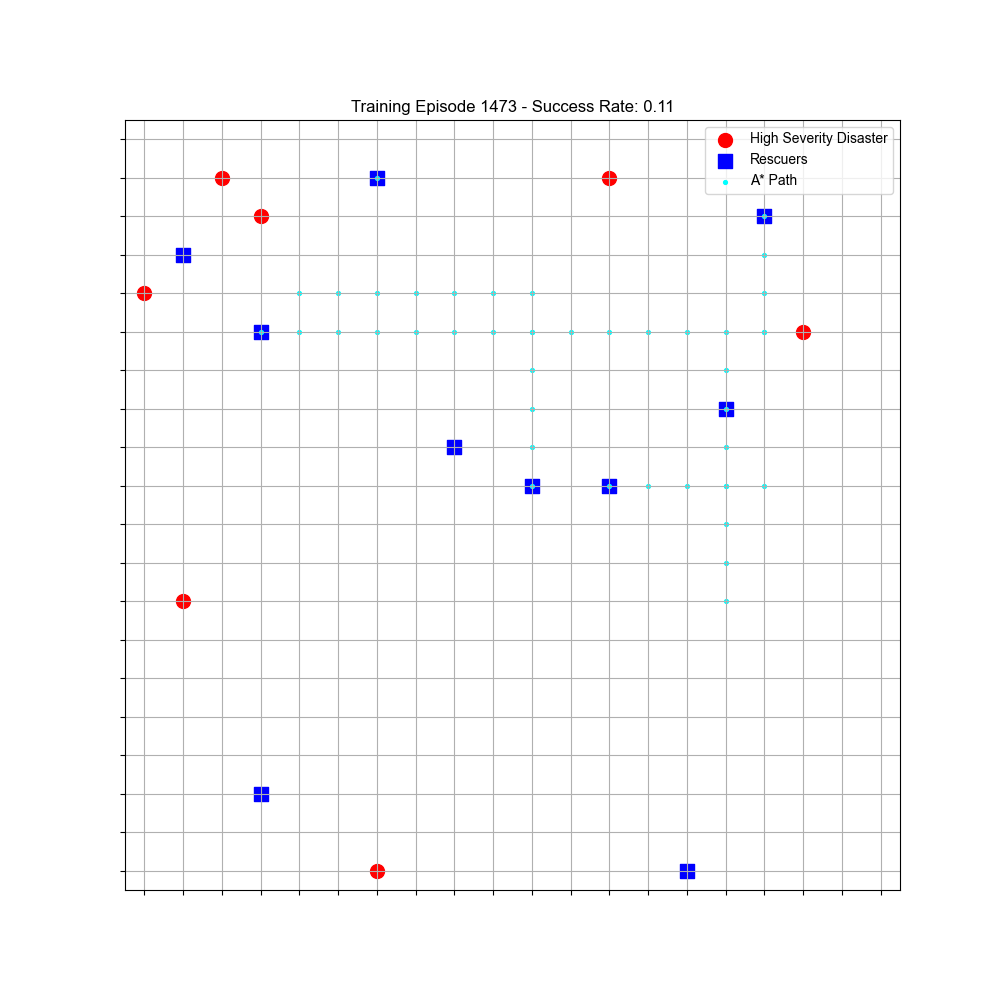 Training Episode 1473 - Success Rate: 0.11
High Severity Disaster
Rescuers
A* Path